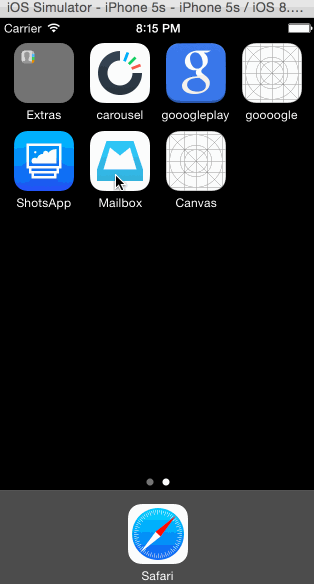 iOS Simulator - iPhone 5s - iPhone 5s / iOS 8....
Carrier 8:15 PM
Extras carousel gooogleplay goooogle
g
ShotsApp Mailbox Canvas
Safari